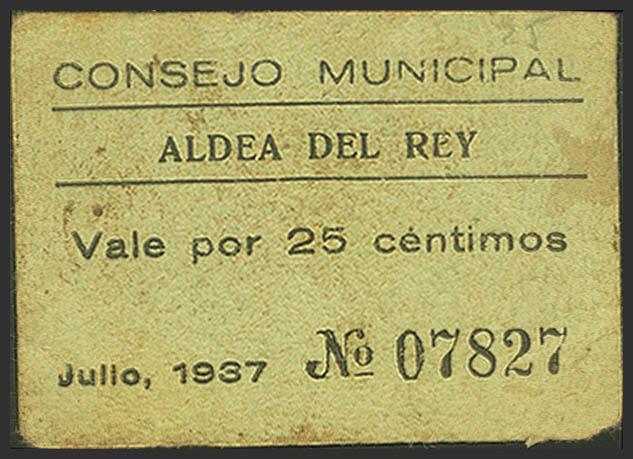 CONSEJO MUNICIPAL
ALDEA DEL REY
Vale por 25 céntimos
Julio, 1937 Nº 07827